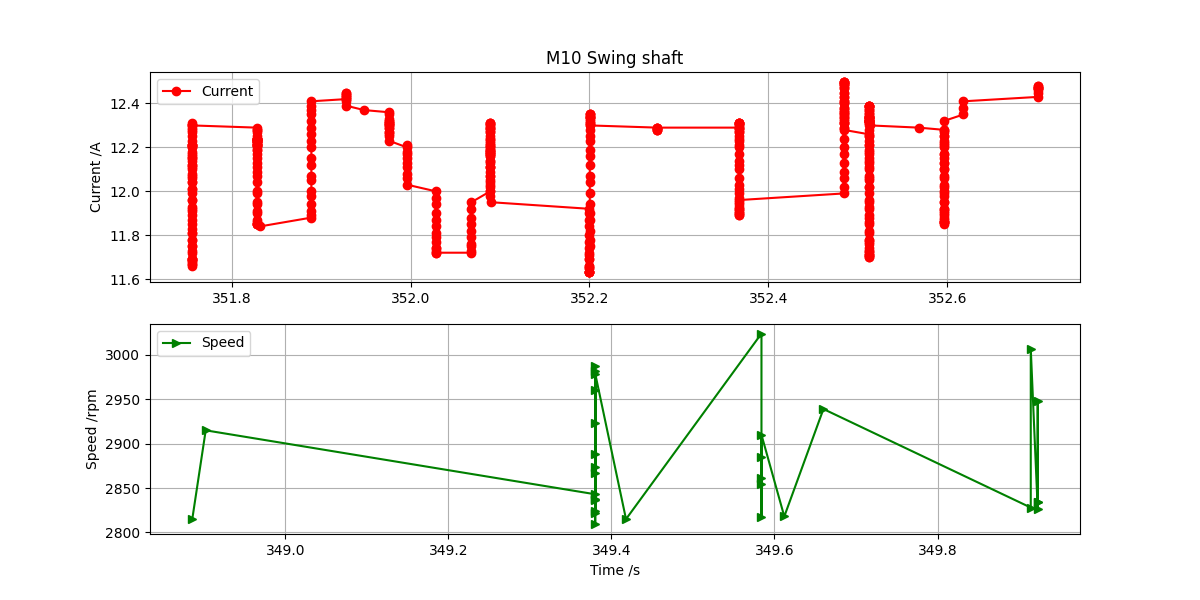 M10 Swing shaft
Current
Current /A
12.4
12.2
12.0
11.8
11.6
351.8 352.0 352.2 352.4 352.6
Speed
Speed /rpm
3000
2950
2900
2850
2800
349.0 349.2 349.4 349.6 349.8
Time /s